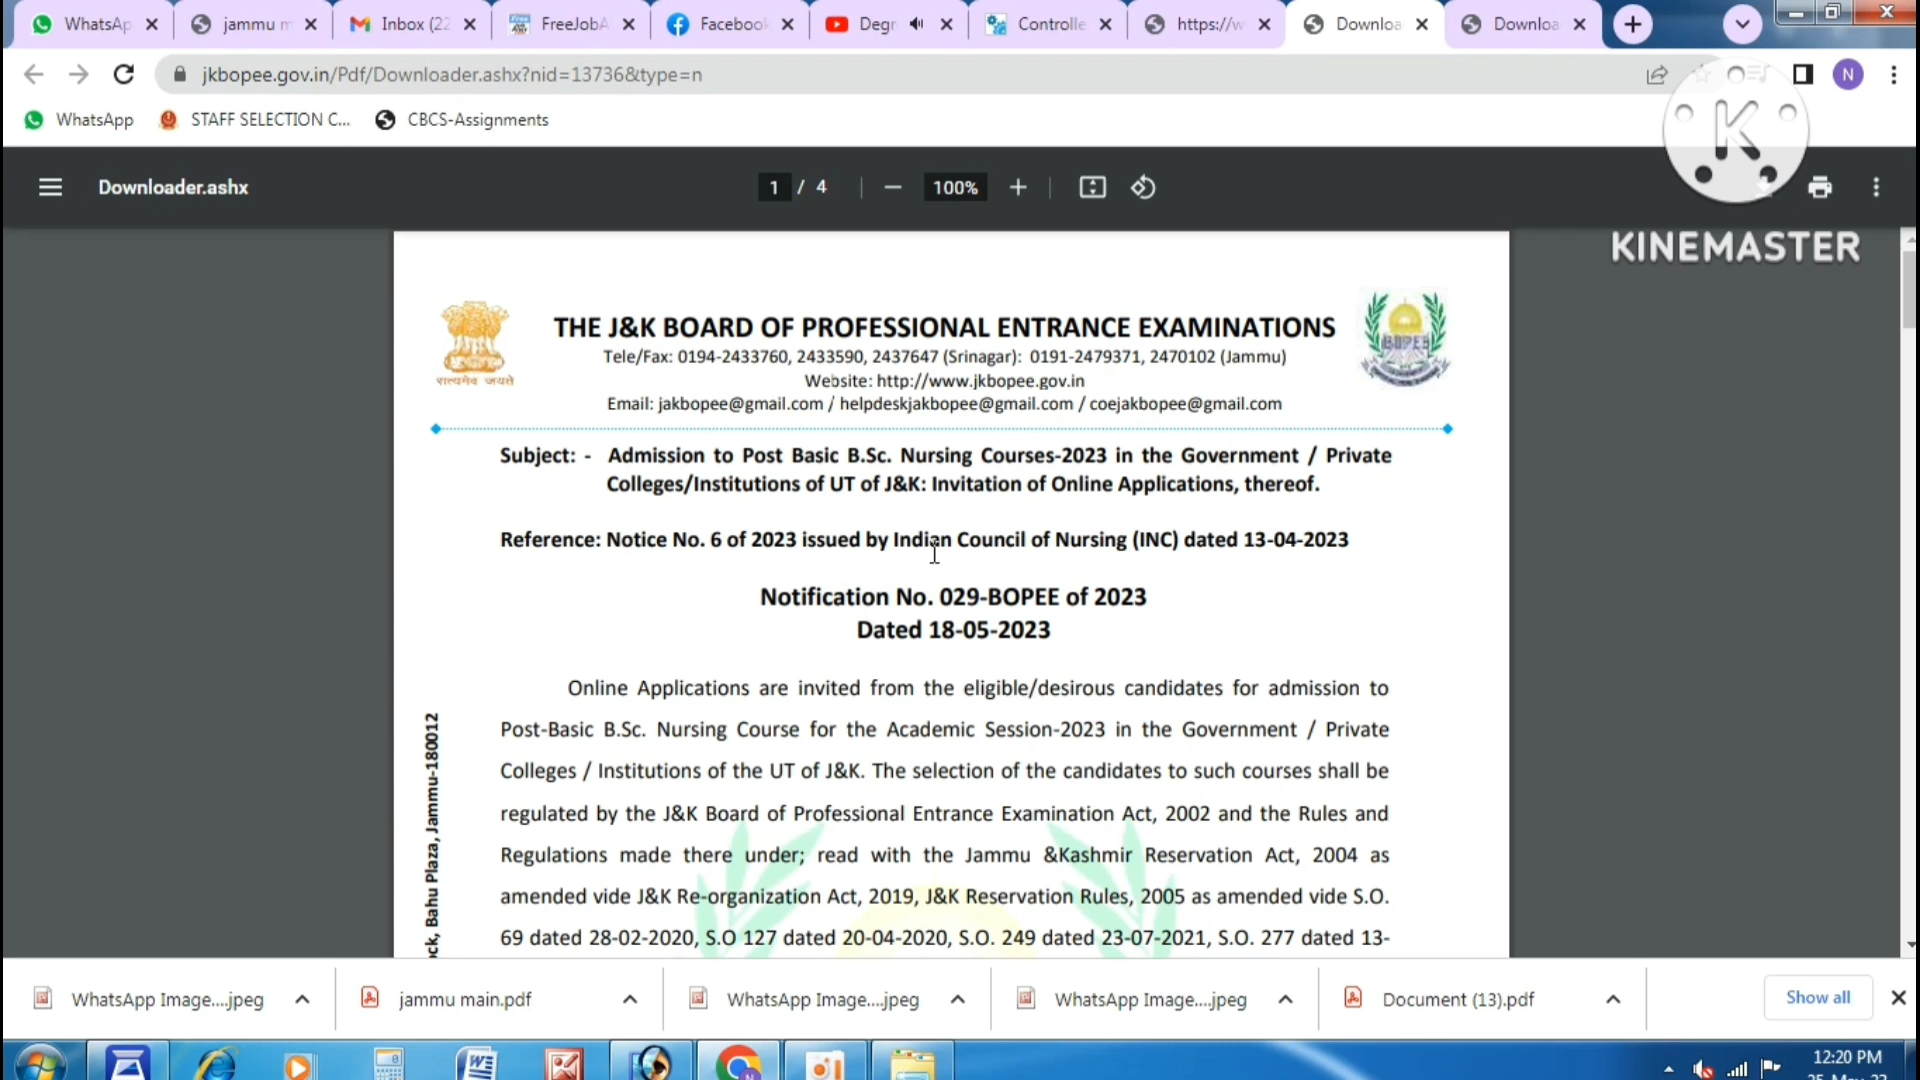 WhatsAp
jammu m
Inbox (22
FreeJobA
Facebook
Degr
Controlle
https://w
Downloa
Downloa
jkbopee.gov.in/Pdf/Downloader.ashx?nid=13736&type=n
N
WhatsApp
STAFF SELECTION C...
CBCS-Assignments
K
Downloader.ashx
1 / 4
100%
KINEMASTER
THE J&K BOARD OF PROFESSIONAL ENTRANCE EXAMINATIONS
Tele/Fax: 0194-2433760, 2433590, 2437647 (Srinagar): 0191-2479371, 2470102 (Jammu)
Website: http://www.jkbopee.gov.in
Email: jakbopee@gmail.com / helpdeskjakbopee@gmail.com / coejakbopee@gmail.com
सत्यमेव जयते
BOPEE
Subject: - Admission to Post Basic B.Sc. Nursing Courses-2023 in the Government / Private
Colleges/Institutions of UT of J&K: Invitation of Online Applications, thereof.
Reference: Notice No. 6 of 2023 issued by Indian Council of Nursing (INC) dated 13-04-2023
Notification No. 029-BOPEE of 2023
Dated 18-05-2023
Online Applications are invited from the eligible/desirous candidates for admission to
Post-Basic B.Sc. Nursing Course for the Academic Session-2023 in the Government / Private
Colleges / Institutions of the UT of J&K. The selection of the candidates to such courses shall be
regulated by the J&K Board of Professional Entrance Examination Act, 2002 and the Rules and
Regulations made there under; read with the Jammu &Kashmir Reservation Act, 2004 as
amended vide J&K Re-organization Act, 2019, J&K Reservation Rules, 2005 as amended vide S.O.
69 dated 28-02-2020, S.O 127 dated 20-04-2020, S.O. 249 dated 23-07-2021, S.O. 277 dated 13-
ock, Bahu Plaza, Jammu-180012
WhatsApp Image....jpeg
jammu main.pdf
WhatsApp Image....jpeg
WhatsApp Image....jpeg
Document (13).pdf
Show all
12:20 PM